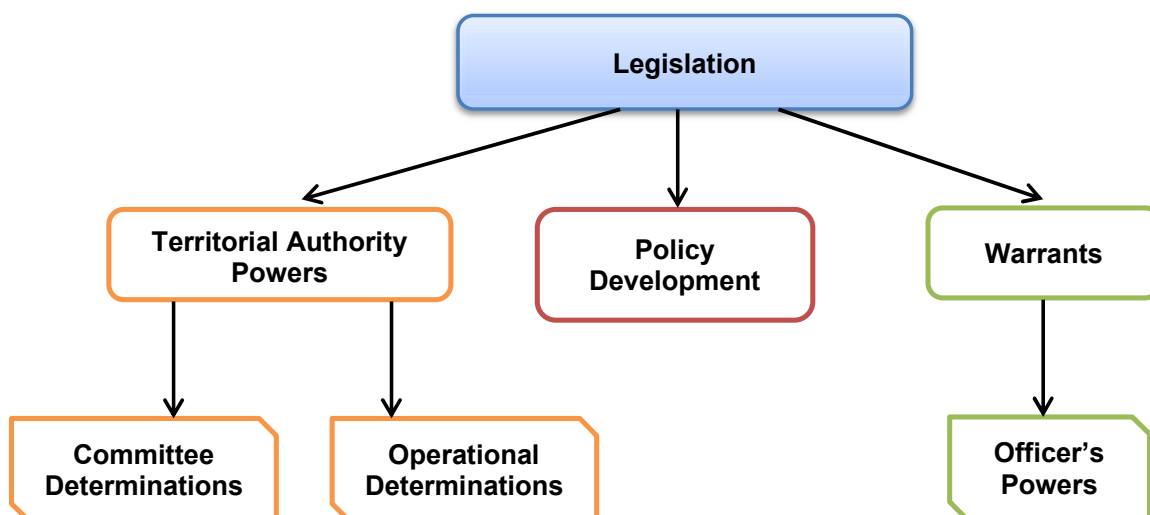 Legislation
Territorial Authority
Powers
Policy
Development
Warrants
Committee
Determinations
Operational
Determinations
Officer’s
Powers